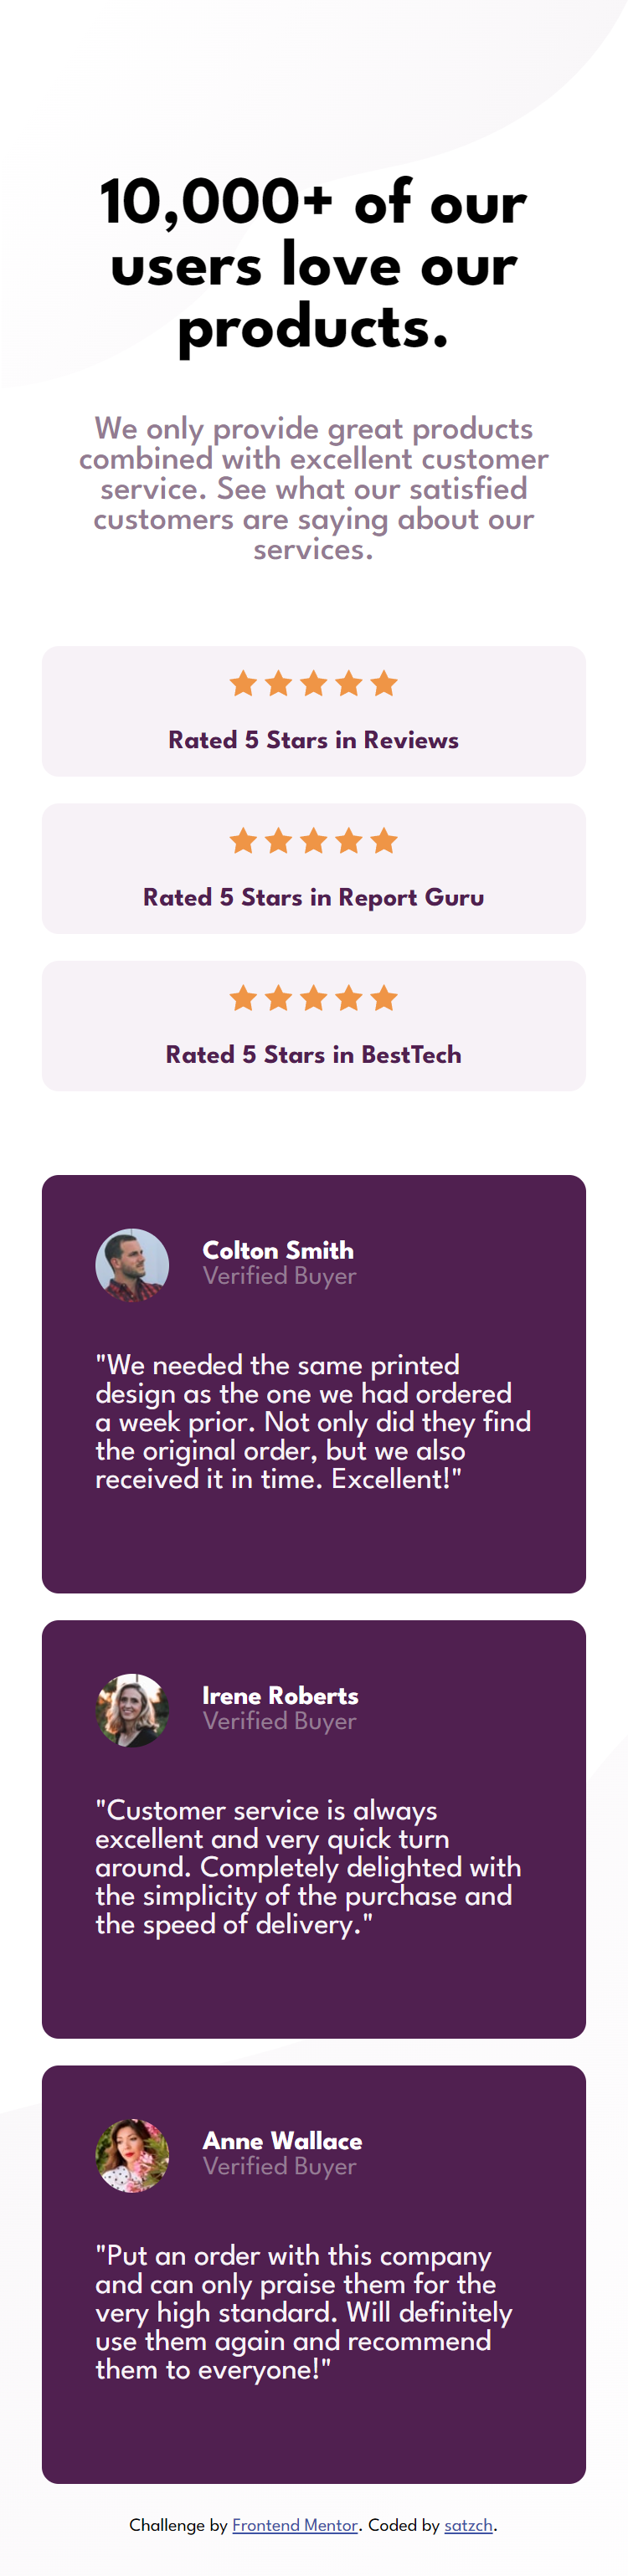 10,000+ of our
users love our
products.
We only provide great products
combined with excellent customer
service. See what our satisfied
customers are saying about our
services.
Rated 5 Stars in Reviews
Rated 5 Stars in Report Guru
Rated 5 Stars in BestTech
Colton Smith
Verified Buyer
"We needed the same printed
design as the one we had ordered
a week prior. Not only did they find
the original order, but we also
received it in time. Excellent!"
Irene Roberts
Verified Buyer
"Customer service is always
excellent and very quick turn
around. Completely delighted with
the simplicity of the purchase and
the speed of delivery."
Anne Wallace
Verified Buyer
"Put an order with this company
and can only praise them for the
very high standard. Will definitely
use them again and recommend
them to everyone!"
Challenge by Frontend Mentor. Coded by satzch.